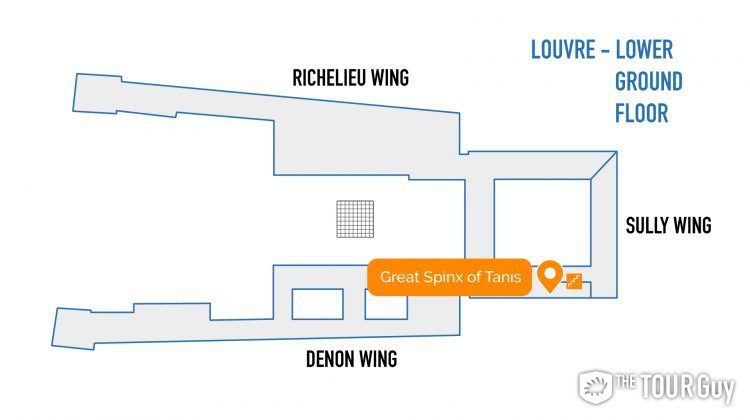 LOUVRE - LOWER
GROUND
FLOOR
RICHELIEU WING
SULLY WING
Great Spinx of Tanis
DENON WING
THE TOUR GUY